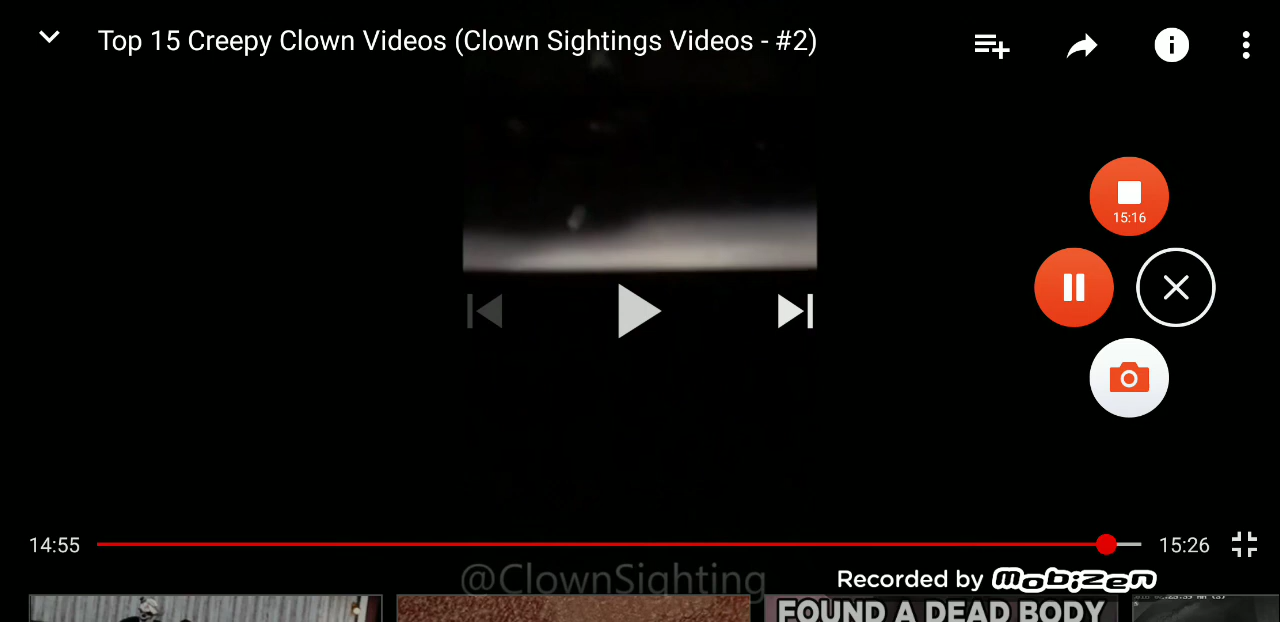 Top 15 Creepy Clown Videos (Clown Sightings Videos - #2)
15:16
14:55
15:26
@ClownSighting
Recorded by mobizen
FOUND A DEAD BODY